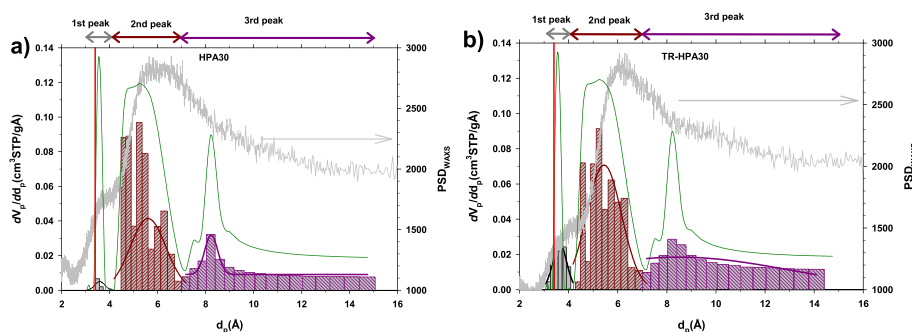 1st peak 2nd peak 3rd peak
a)
HPA30
0.14
0.12
0.10
0.08
0.06
0.04
0.02
0.00
dVp/ddp(cm3STP/gÅ)
3000
2500
2000
1500
1000
PSDWAXS
2 4 6 8 10 12 14 16
dp(Å)
1st peak 2nd peak 3rd peak
b)
TR-HPA30
0.14
0.12
0.10
0.08
0.06
0.04
0.02
0.00
dVp/ddp(cm3STP/gÅ)
3000
2500
2000
1500
1000
2 4 6 8 10 12 14 16
dp(Å)